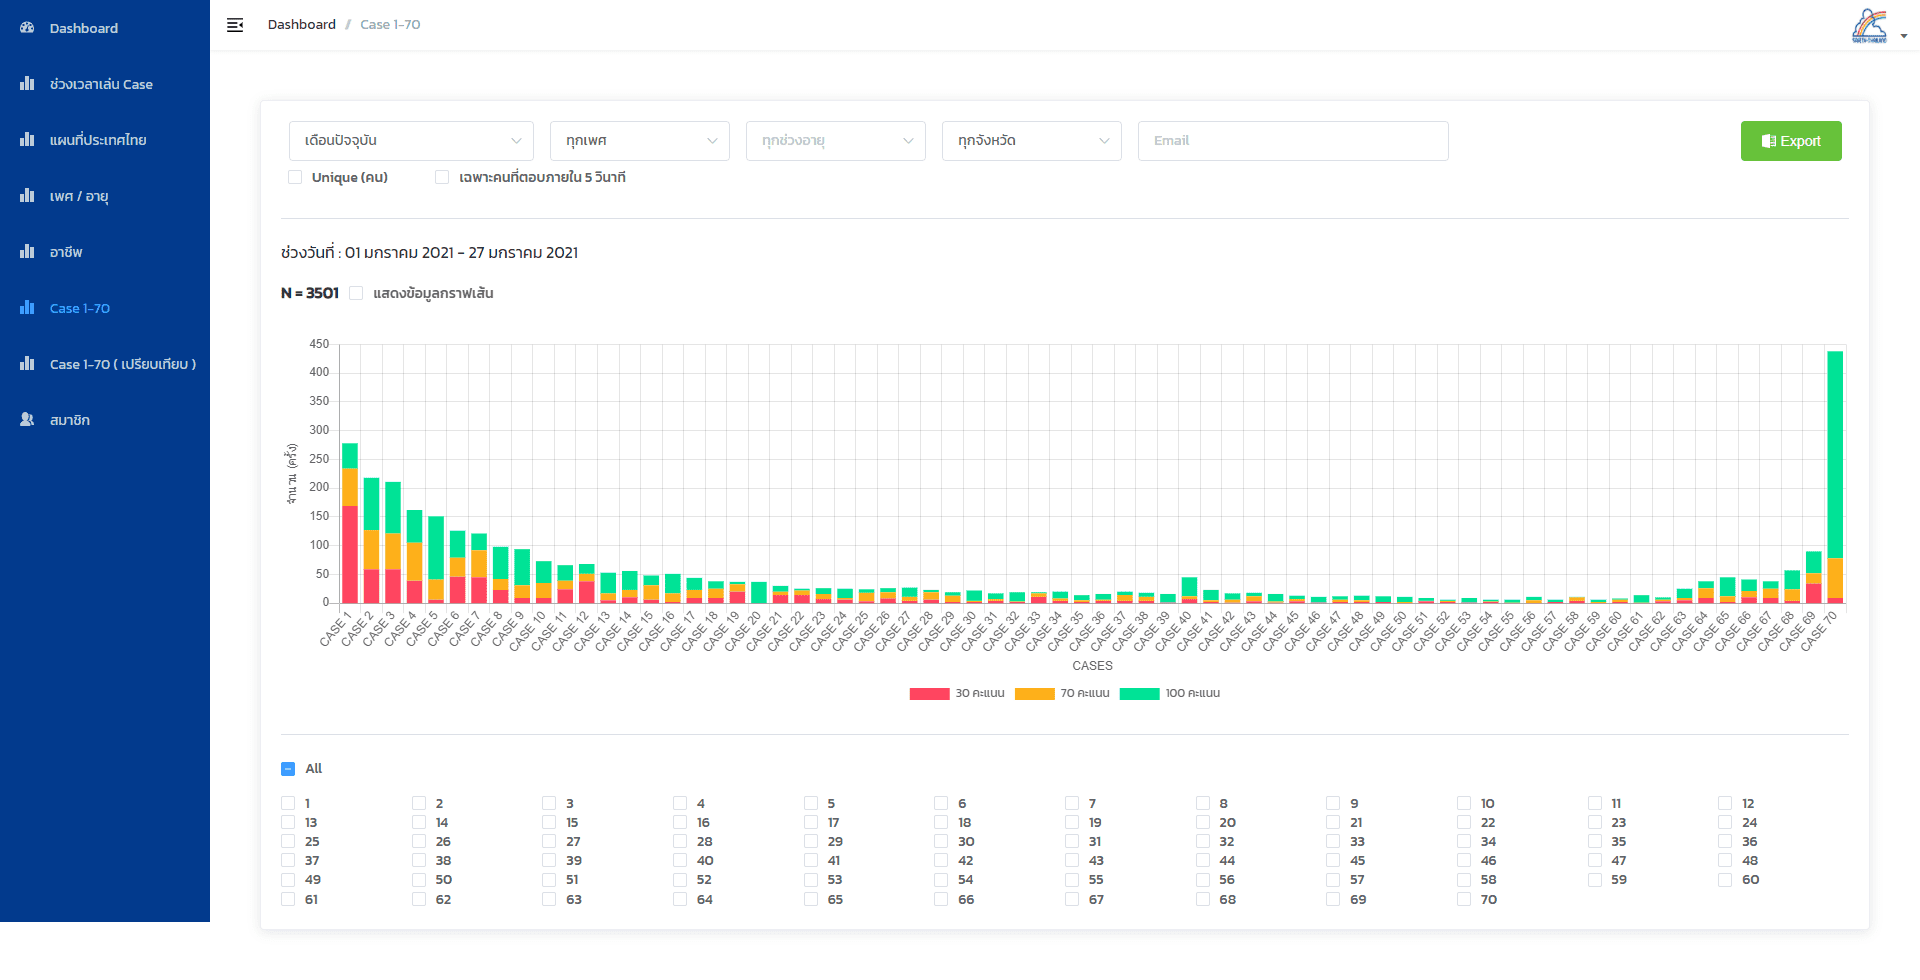 Dashboard
ช่วงเวลาเล่น Case
แผนที่ประเทศไทย
เพศ / อายุ
อาชีพ
Case 1-70
Case 1-70 ( เปรียบเทียบ )
สมาชิก
Dashboard / Case 1-70
เดือนปัจจุบัน ทุกเพศ ทุกช่วงอายุ ทุกจังหวัด Email Export
Unique (คน) เฉพาะคนที่ตอบภายใน 5 วินาที
ช่วงวันที่ : 01 มกราคม 2021 - 27 มกราคม 2021
N = 3501 แสดงข้อมูลกราฟเส้น
450
400
350
300
250
200
150
100
50
0
จำนวน (ครั้ง)
CASE 1 CASE 2 CASE 3 CASE 4 CASE 5 CASE 6 CASE 7 CASE 8 CASE 9 CASE 10 CASE 11 CASE 12 CASE 13 CASE 14 CASE 15 CASE 16 CASE 17 CASE 18 CASE 19 CASE 20 CASE 21 CASE 22 CASE 23 CASE 24 CASE 25 CASE 26 CASE 27 CASE 28 CASE 29 CASE 30 CASE 31 CASE 32 CASE 33 CASE 34 CASE 35 CASE 36 CASE 37 CASE 38 CASE 39 CASE 40 CASE 41 CASE 42 CASE 43 CASE 44 CASE 45 CASE 46 CASE 47 CASE 48 CASE 49 CASE 50 CASE 51 CASE 52 CASE 53 CASE 54 CASE 55 CASE 56 CASE 57 CASE 58 CASE 59 CASE 60 CASE 61 CASE 62 CASE 63 CASE 64 CASE 65 CASE 66 CASE 67 CASE 68 CASE 69 CASE 70
CASES
30 คะแนน 70 คะแนน 100 คะแนน
All
1 2 3 4 5 6 7 8 9 10 11 12
13 14 15 16 17 18 19 20 21 22 23 24
25 26 27 28 29 30 31 32 33 34 35 36
37 38 39 40 41 42 43 44 45 46 47 48
49 50 51 52 53 54 55 56 57 58 59 60
61 62 63 64 65 66 67 68 69 70